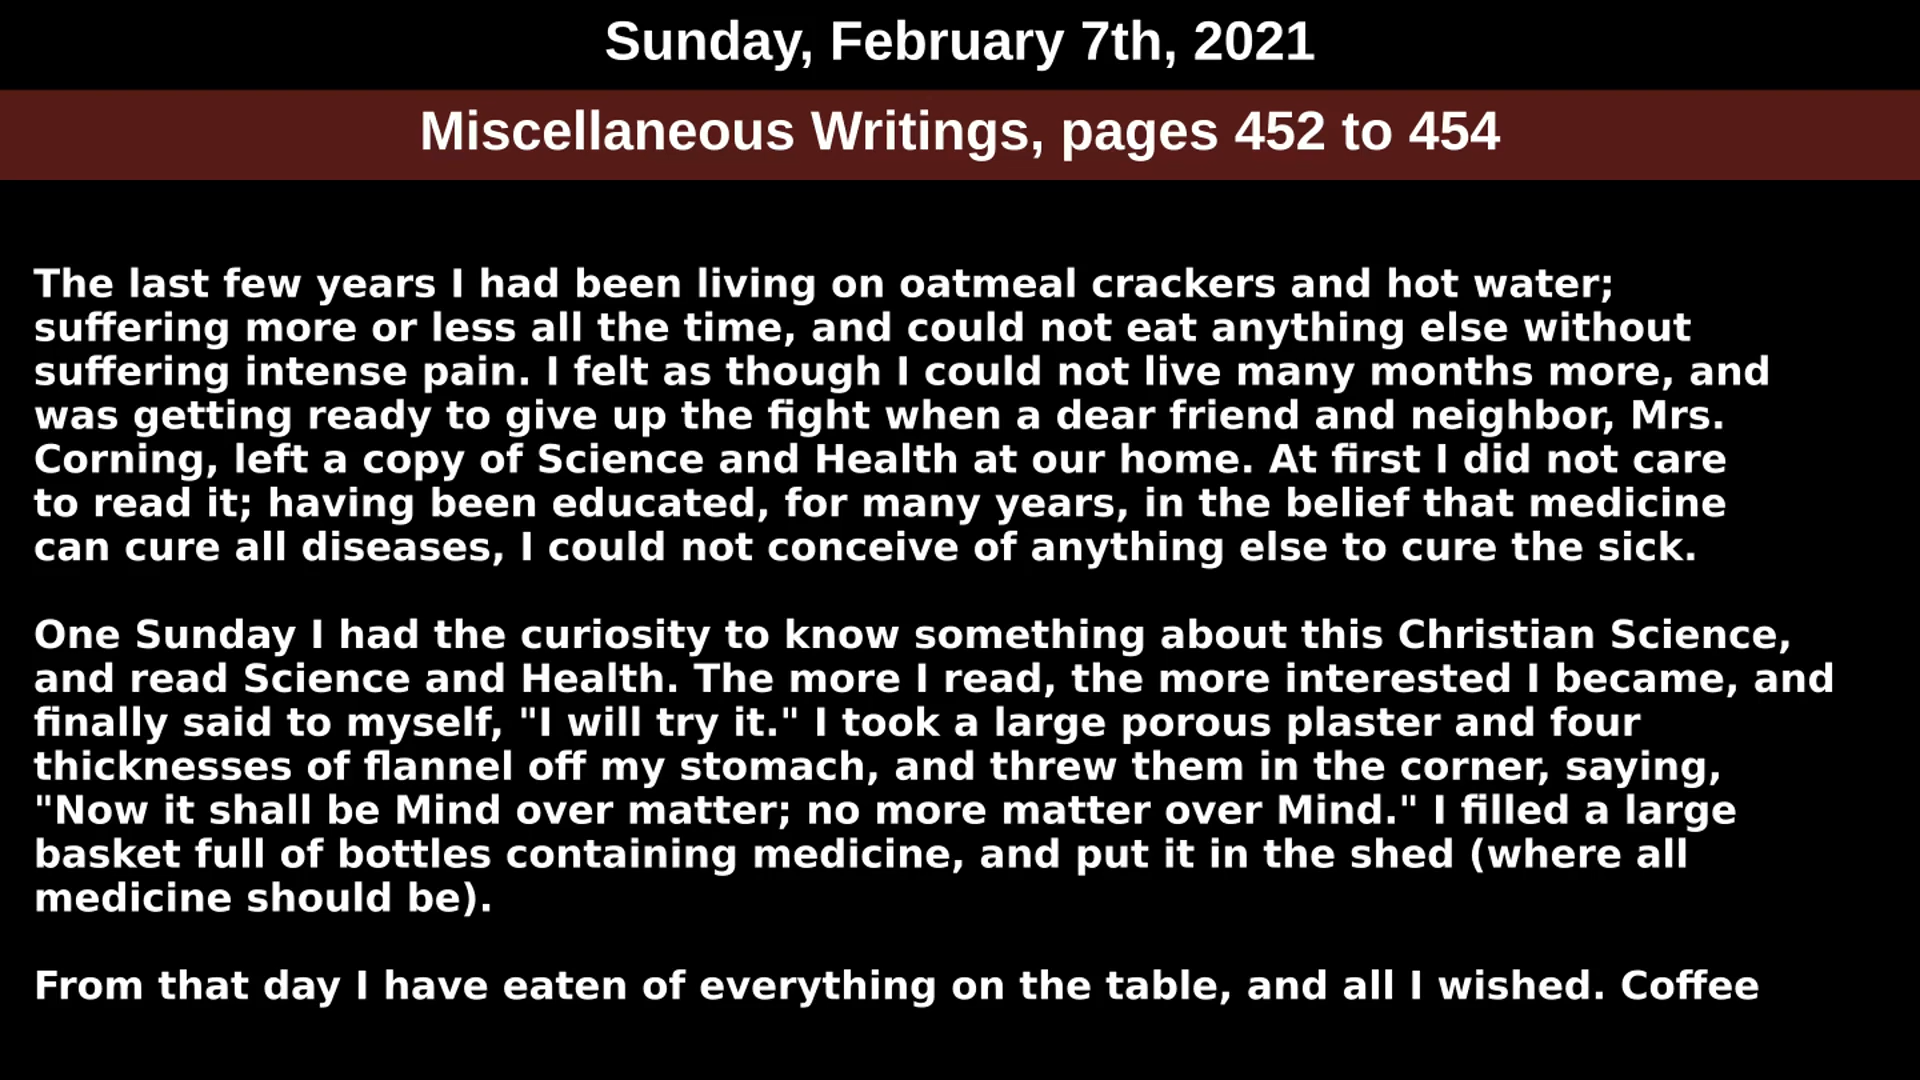 Sunday, February 7th, 2021
Miscellaneous Writings, pages 452 to 454
The last few years I had been living on oatmeal crackers and hot water;
suffering more or less all the time, and could not eat anything else without
suffering intense pain. I felt as though I could not live many months more, and
was getting ready to give up the fight when a dear friend and neighbor, Mrs.
Corning, left a copy of Science and Health at our home. At first I did not care
to read it; having been educated, for many years, in the belief that medicine
can cure all diseases, I could not conceive of anything else to cure the sick.
One Sunday I had the curiosity to know something about this Christian Science,
and read Science and Health. The more I read, the more interested I became, and
finally said to myself, "I will try it." I took a large porous plaster and four
thicknesses of flannel off my stomach, and threw them in the corner, saying,
"Now it shall be Mind over matter; no more matter over Mind." I filled a large
basket full of bottles containing medicine, and put it in the shed (where all
medicine should be).
From that day I have eaten of everything on the table, and all I wished. Coffee